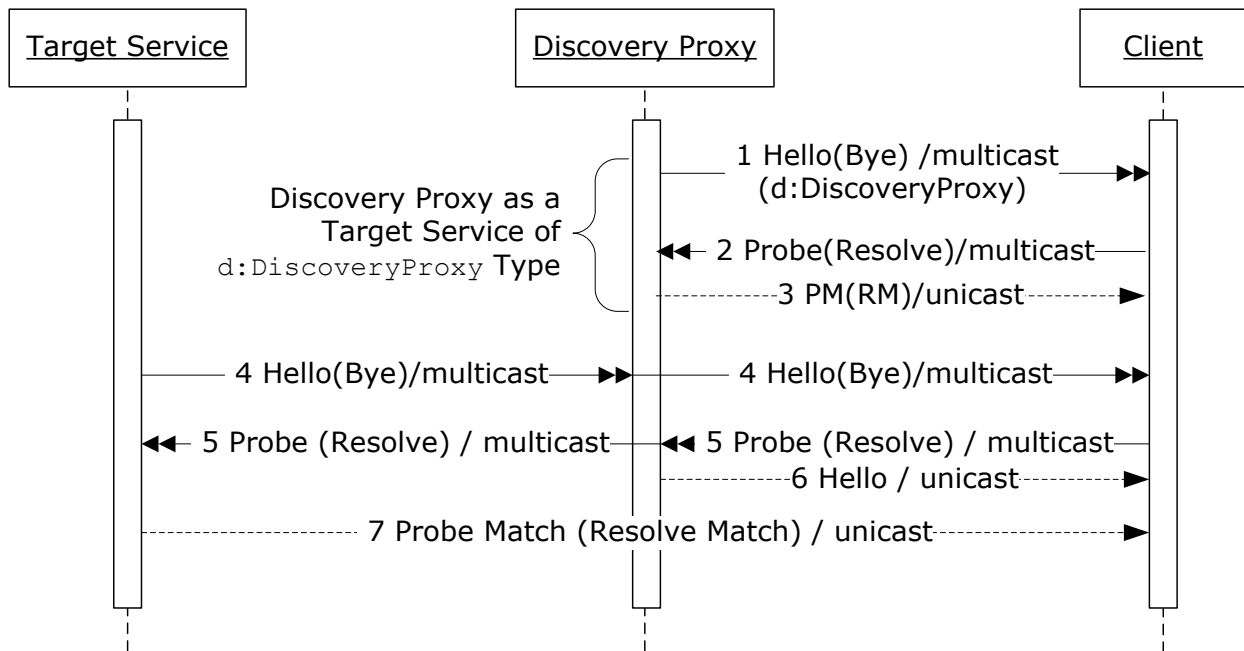 Target Service
Discovery Proxy
Client
1 Hello(Bye) /multicast
(d:DiscoveryProxy)
Discovery Proxy as a
Target Service of
d:DiscoveryProxy Type
2 Probe(Resolve)/multicast
3 PM(RM)/unicast
4 Hello(Bye)/multicast
4 Hello(Bye)/multicast
5 Probe (Resolve) / multicast
5 Probe (Resolve) / multicast
6 Hello / unicast
7 Probe Match (Resolve Match) / unicast